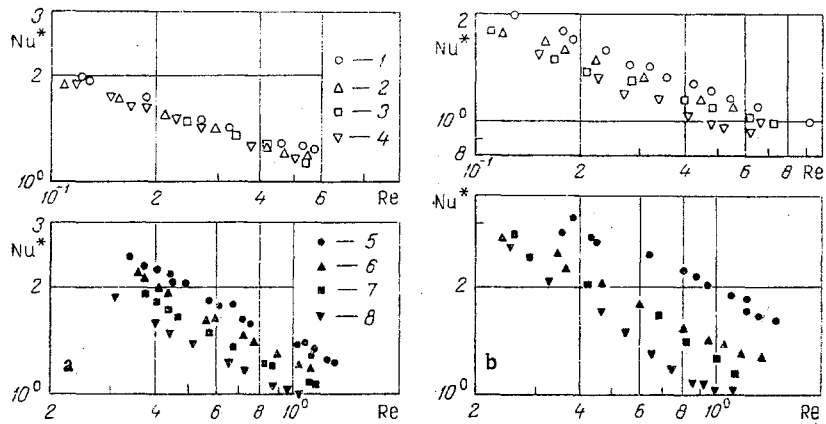 3
Nu*
2
10⁰
10⁻¹ 2 4 6 Re
○ — 1
△ — 2
□ — 3
▽ — 4
2
Nu*
10⁰
8
10⁻¹ 2 4 6 8 Re
3
Nu*
2
10⁰
a
2 4 6 8 10⁰ Re
● — 5
▲ — 6
■ — 7
▼ — 8
Nu*
2
10⁰
b
2 4 6 8 10⁰ Re